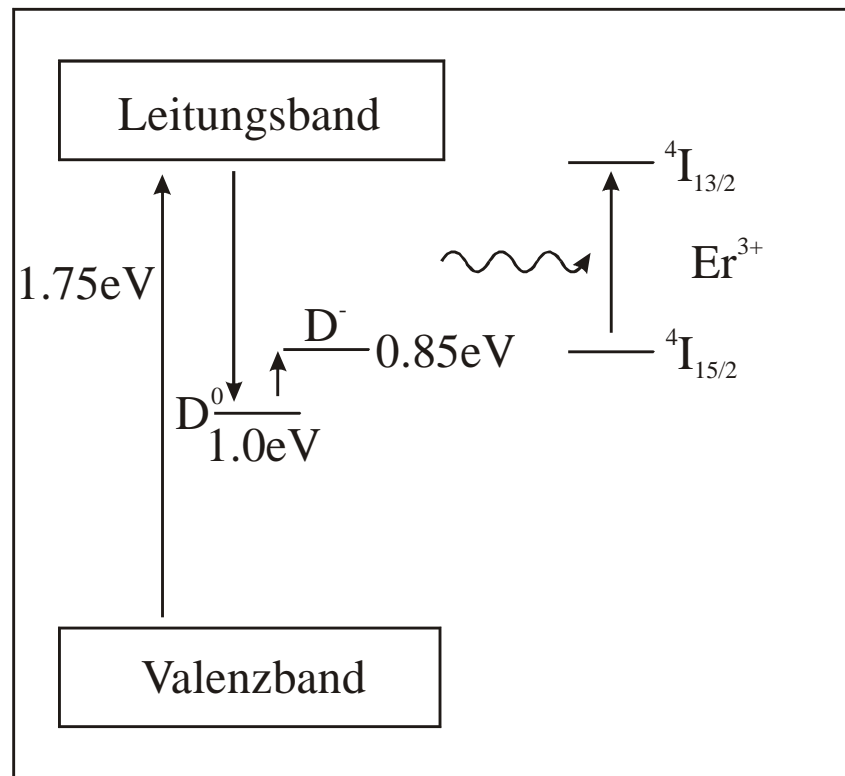 Leitungsband
⁴I₁₃/₂
1.75eV
Er³⁺
D⁻
0.85eV
⁴I₁₅/₂
D⁰
1.0eV
Valenzband